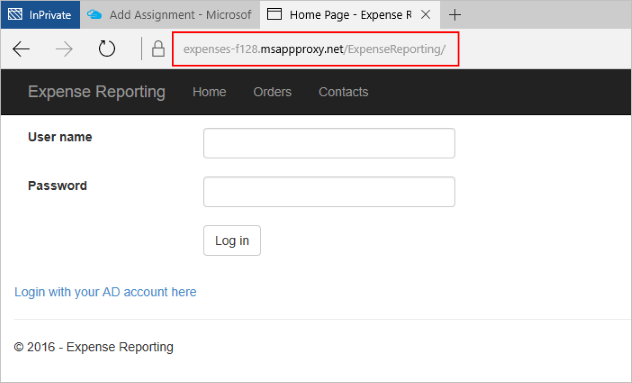 InPrivate
Add Assignment - Microsof
Home Page - Expense R
expenses-f128.msappproxy.net/ExpenseReporting/
Expense Reporting Home Orders Contacts
User name
Password
Log in
Login with your AD account here
© 2016 - Expense Reporting